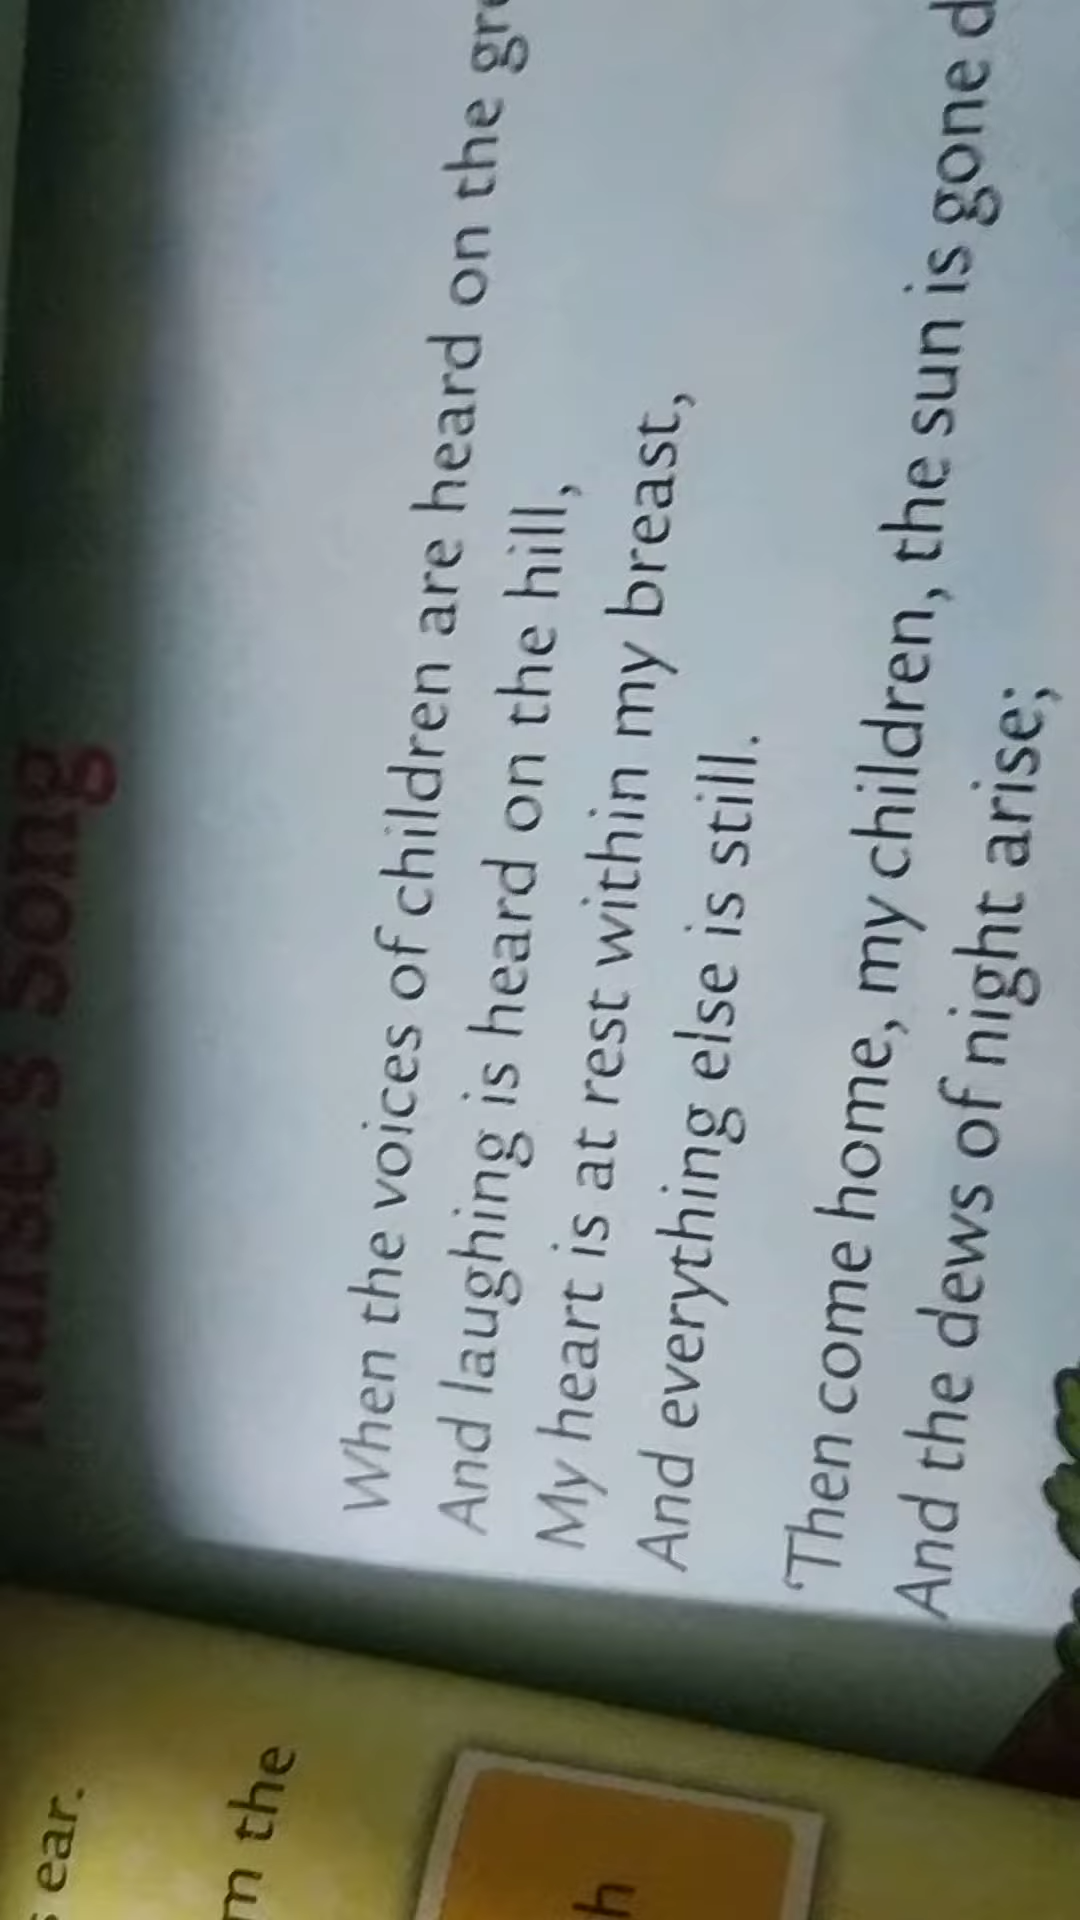 Nurse's Song
When the voices of children are heard on the
And laughing is heard on the hill,
My heart is at rest within my breast,
And everything else is still.
‘Then come home, my children, the sun is gone
And the dews of night arise;
ear.
the